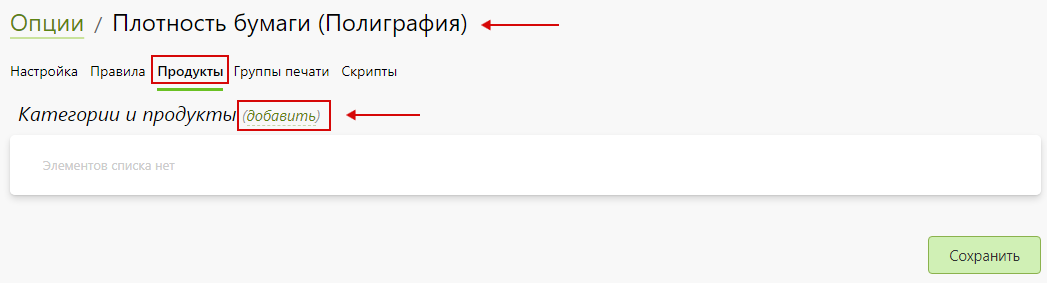 Опции / Плотность бумаги (Полиграфия)
Настройка Правила Продукты Группы печати Скрипты
Категории и продукты (добавить)
Элементов списка нет
Сохранить